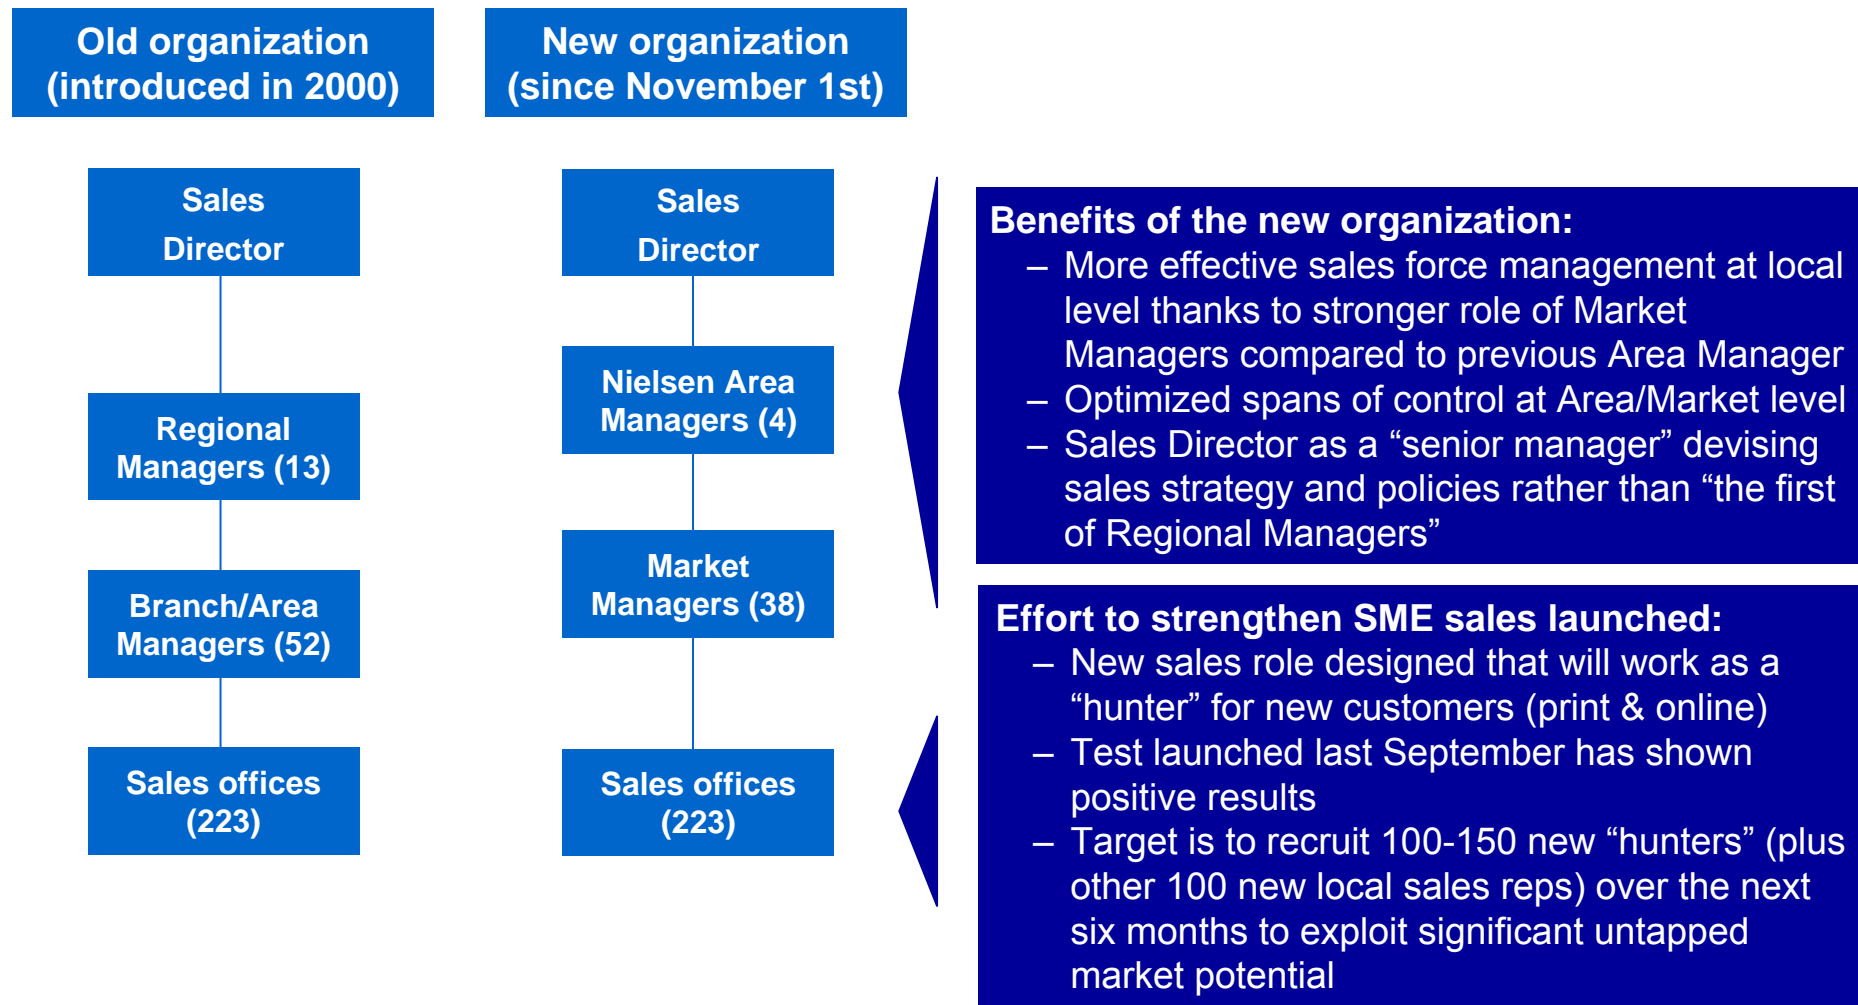 Old organization
(introduced in 2000)
New organization
(since November 1st)
Sales
Director
Regional
Managers (13)
Branch/Area
Managers (52)
Sales offices
(223)
Sales
Director
Nielsen Area
Managers (4)
Market
Managers (38)
Sales offices
(223)
Benefits of the new organization:
– More effective sales force management at local
level thanks to stronger role of Market
Managers compared to previous Area Manager
– Optimized spans of control at Area/Market level
– Sales Director as a “senior manager” devising
sales strategy and policies rather than “the first
of Regional Managers”
Effort to strengthen SME sales launched:
– New sales role designed that will work as a
“hunter” for new customers (print & online)
– Test launched last September has shown
positive results
– Target is to recruit 100-150 new “hunters” (plus
other 100 new local sales reps) over the next
six months to exploit significant untapped
market potential